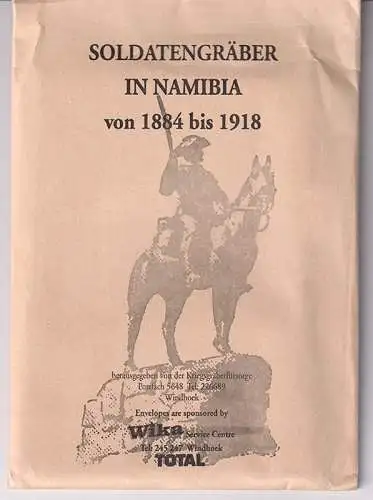 SOLDATENGRÄBER
IN NAMIBIA
von 1884 bis 1918
herausgegeben von der Kriegsgräberfürsorge
Postfach 5648 Tel: 226689
Windhoek
Envelopes are sponsored by
Wika Service Centre
Tel: 245 247 Windhoek
TOTAL